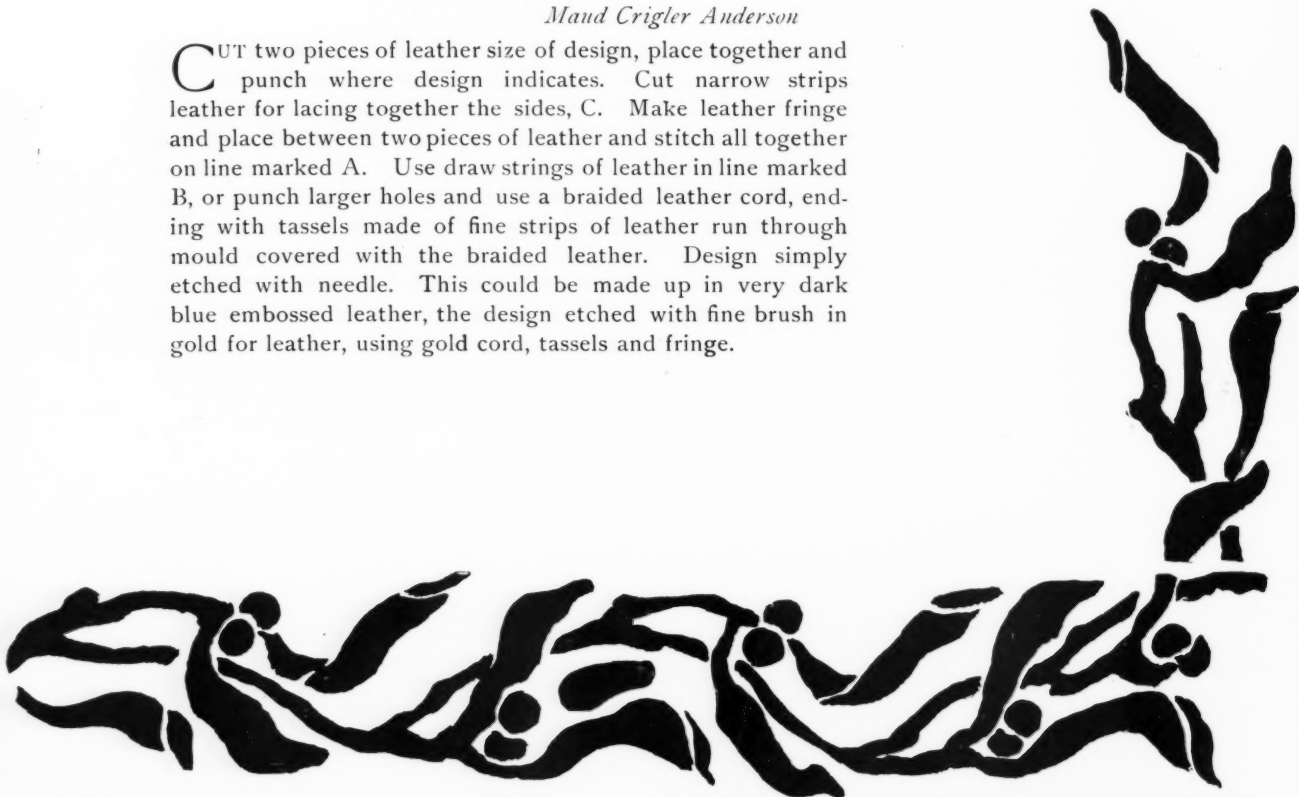 Maud Crigler Anderson
CUT two pieces of leather size of design, place together and
punch where design indicates. Cut narrow strips
leather for lacing together the sides, C. Make leather fringe
and place between two pieces of leather and stitch all together
on line marked A. Use draw strings of leather in line marked
B, or punch larger holes and use a braided leather cord, end-
ing with tassels made of fine strips of leather run through
mould covered with the braided leather. Design simply
etched with needle. This could be made up in very dark
blue embossed leather, the design etched with fine brush in
gold for leather, using gold cord, tassels and fringe.